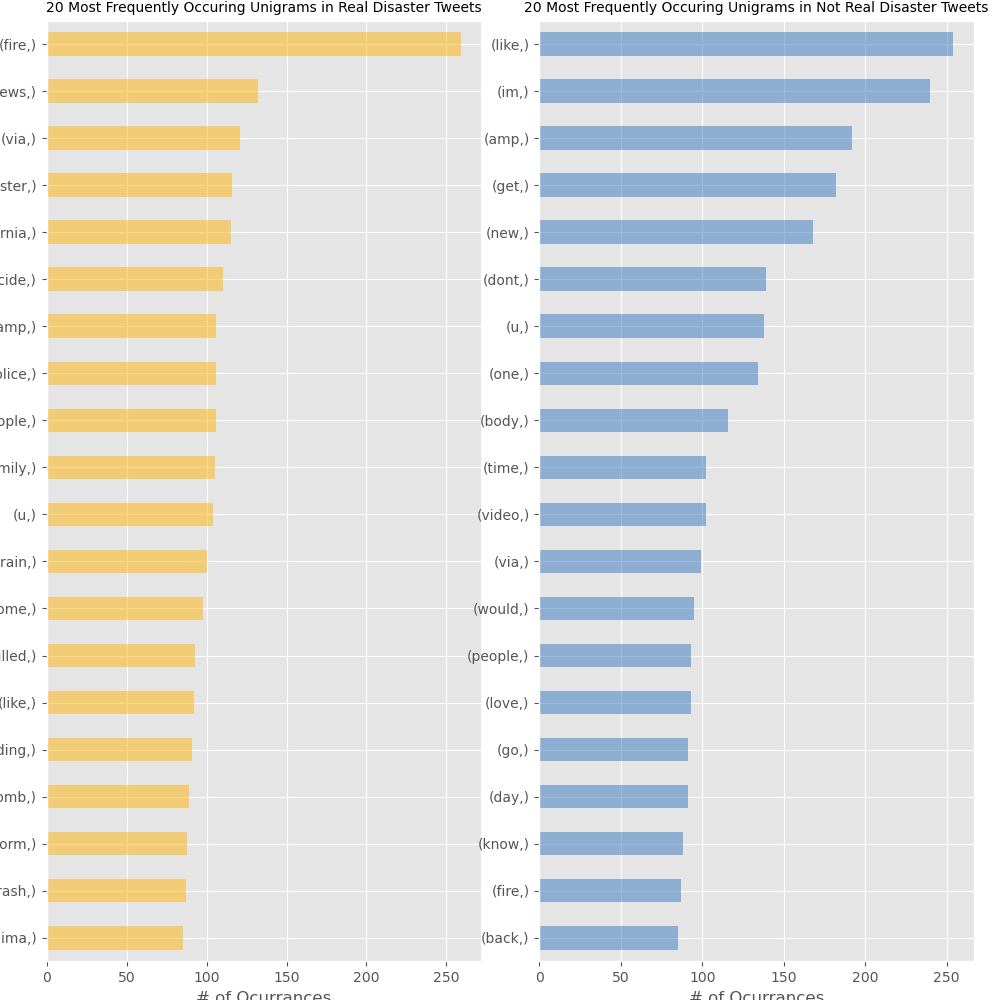 20 Most Frequently Occuring Unigrams in Real Disaster Tweets
(fire,)
ews,)
(via,)
ster,)
rnia,)
cide,)
amp,)
olice,)
ople,)
mily,)
(u,)
rain,)
ome,)
illed,)
(like,)
ding,)
omb,)
orm,)
rash,)
ima,)
0 50 100 150 200 250
# of Ocurrances
20 Most Frequently Occuring Unigrams in Not Real Disaster Tweets
(like,)
(im,)
(amp,)
(get,)
(new,)
(dont,)
(u,)
(one,)
(body,)
(time,)
(video,)
(via,)
(would,)
(people,)
(love,)
(go,)
(day,)
(know,)
(fire,)
(back,)
0 50 100 150 200 250
# of Ocurrances